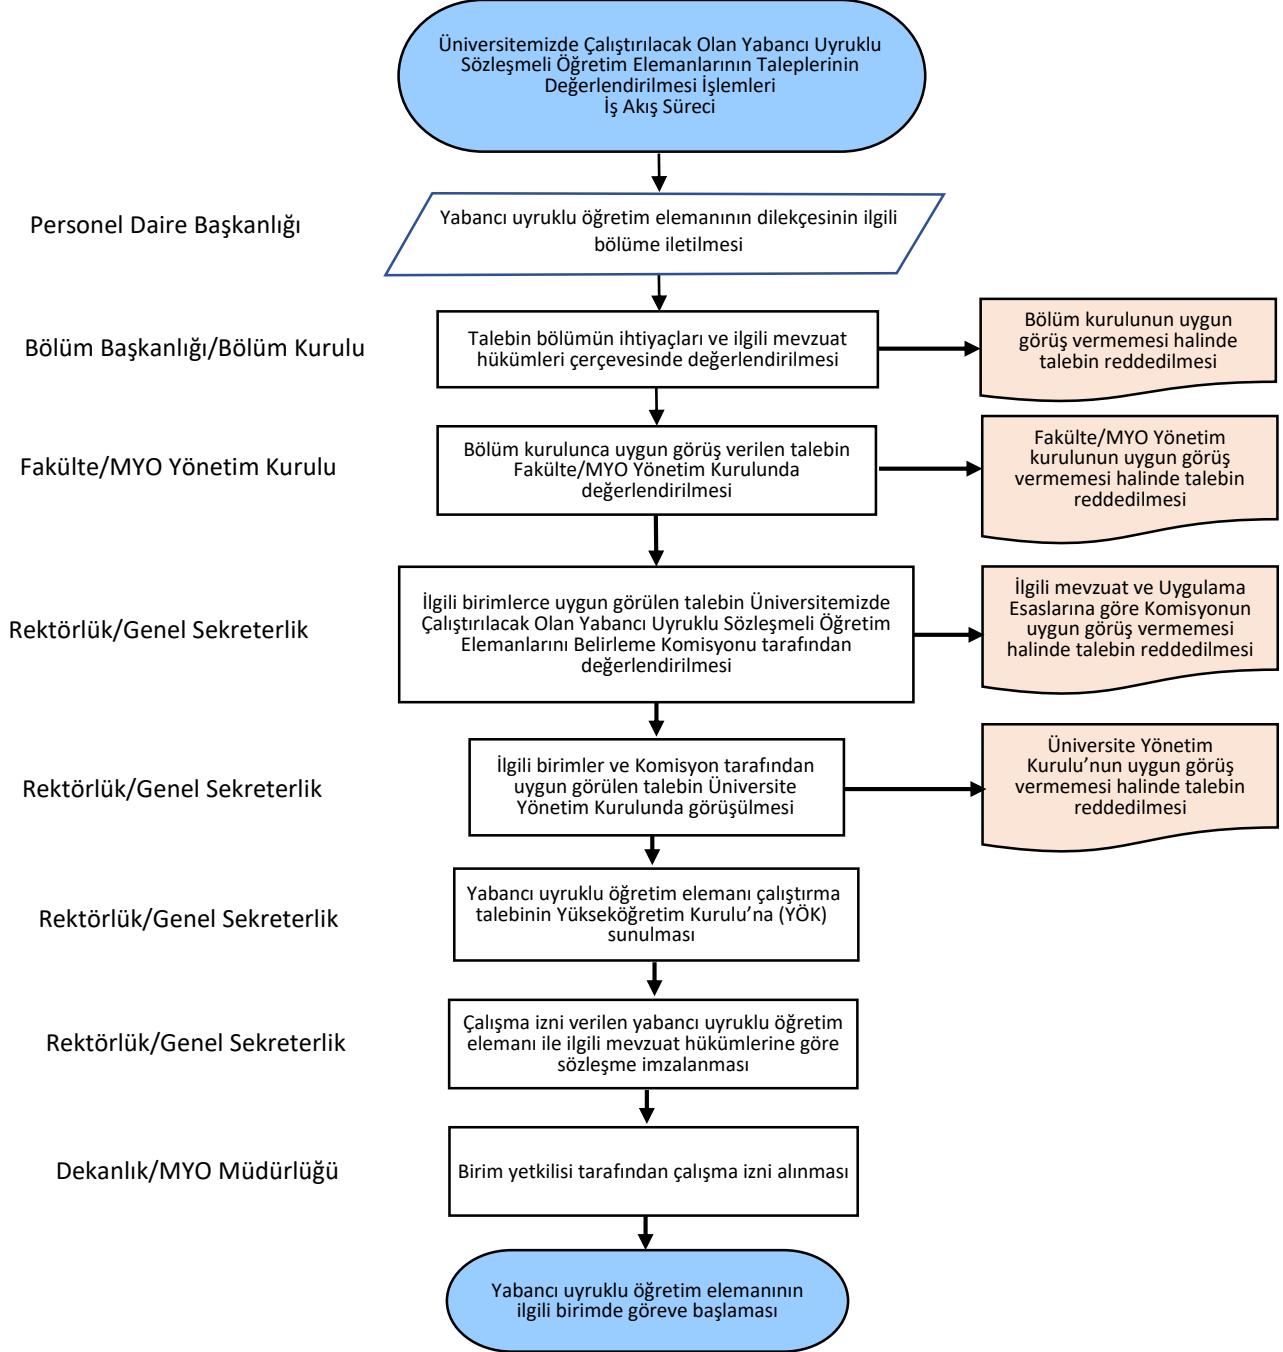 Üniversitemizde Çalıştırılacak Olan Yabancı Uyruklu
Sözleşmeli Öğretim Elemanlarının Taleplerinin
Değerlendirilmesi İşlemleri
İş Akış Süreci
Personel Daire Başkanlığı
Yabancı uyruklu öğretim elemanının dilekçesinin ilgili
bölüme iletilmesi
Bölüm Başkanlığı/Bölüm Kurulu
Talebin bölümün ihtiyaçları ve ilgili mevzuat
hükümleri çerçevesinde değerlendirilmesi
Bölüm kurulunun uygun
görüş vermemesi halinde
talebin reddedilmesi
Fakülte/MYO Yönetim Kurulu
Bölüm kurulunca uygun görüş verilen talebin
Fakülte/MYO Yönetim Kurulunda
değerlendirilmesi
Fakülte/MYO Yönetim
kurulunun uygun görüş
vermemesi halinde talebin
reddedilmesi
Rektörlük/Genel Sekreterlik
İlgili birimlerce uygun görülen talebin Üniversitemizde
Çalıştırılacak Olan Yabancı Uyruklu Sözleşmeli Öğretim
Elemanlarını Belirleme Komisyonu tarafından
değerlendirilmesi
İlgili mevzuat ve Uygulama
Esaslarına göre Komisyonun
uygun görüş vermemesi
halinde talebin reddedilmesi
Rektörlük/Genel Sekreterlik
İlgili birimler ve Komisyon tarafından
uygun görülen talebin Üniversite
Yönetim Kurulunda görüşülmesi
Üniversite Yönetim
Kurulu’nun uygun görüş
vermemesi halinde talebin
reddedilmesi
Rektörlük/Genel Sekreterlik
Yabancı uyruklu öğretim elemanı çalıştırma
talebinin Yükseköğretim Kurulu’na (YÖK)
sunulması
Rektörlük/Genel Sekreterlik
Çalışma izni verilen yabancı uyruklu öğretim
elemanı ile ilgili mevzuat hükümlerine göre
sözleşme imzalanması
Dekanlık/MYO Müdürlüğü
Birim yetkilisi tarafından çalışma izni alınması
Yabancı uyruklu öğretim elemanının
ilgili birimde göreve başlaması